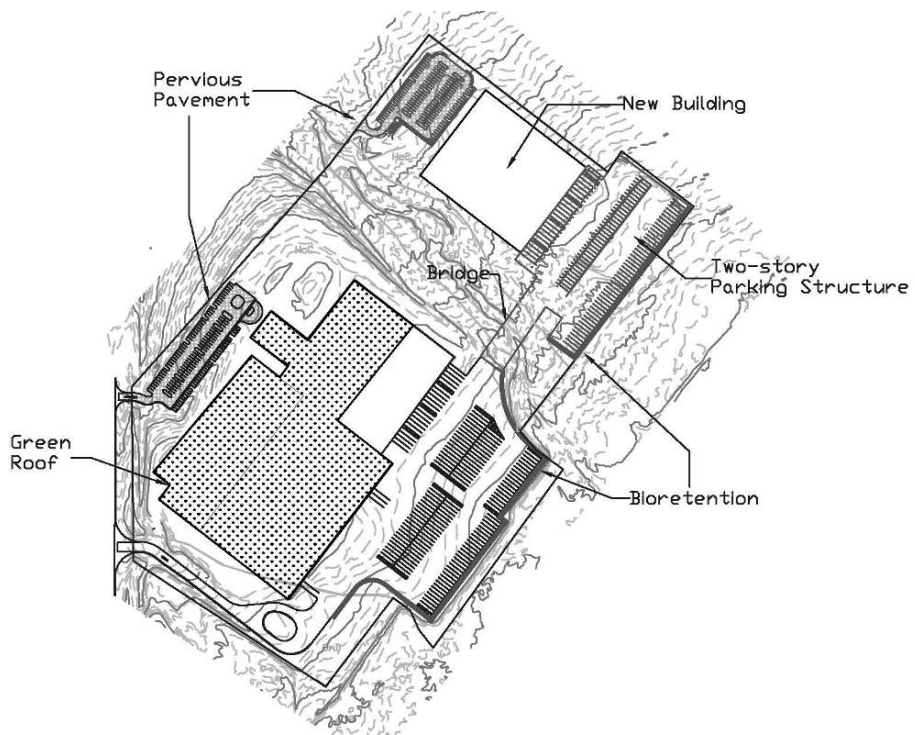 Pervious
Pavement
New Building
Bridge
Two-story
Parking Structure
Green
Roof
Bioretention